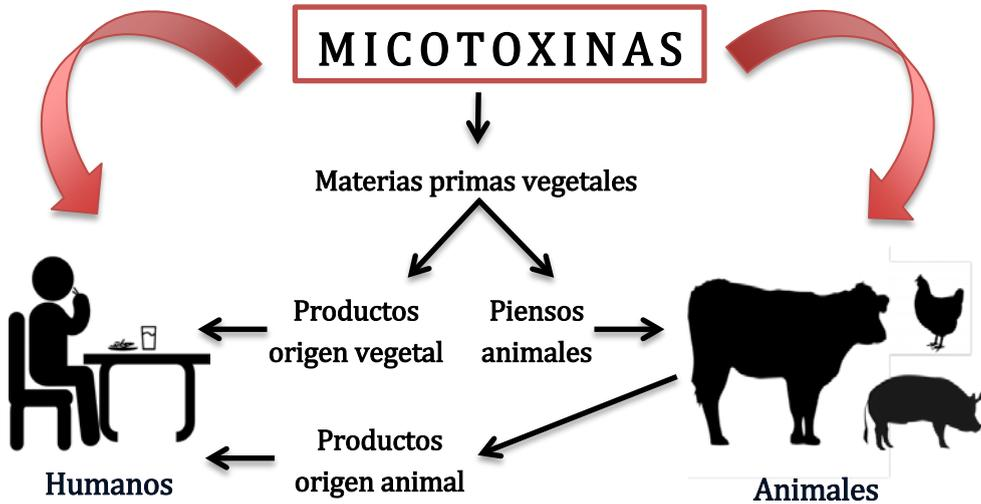 MICOTOXINAS
Materias primas vegetales
Productos
origen vegetal
Piensos
animales
Productos
origen animal
Humanos
Animales